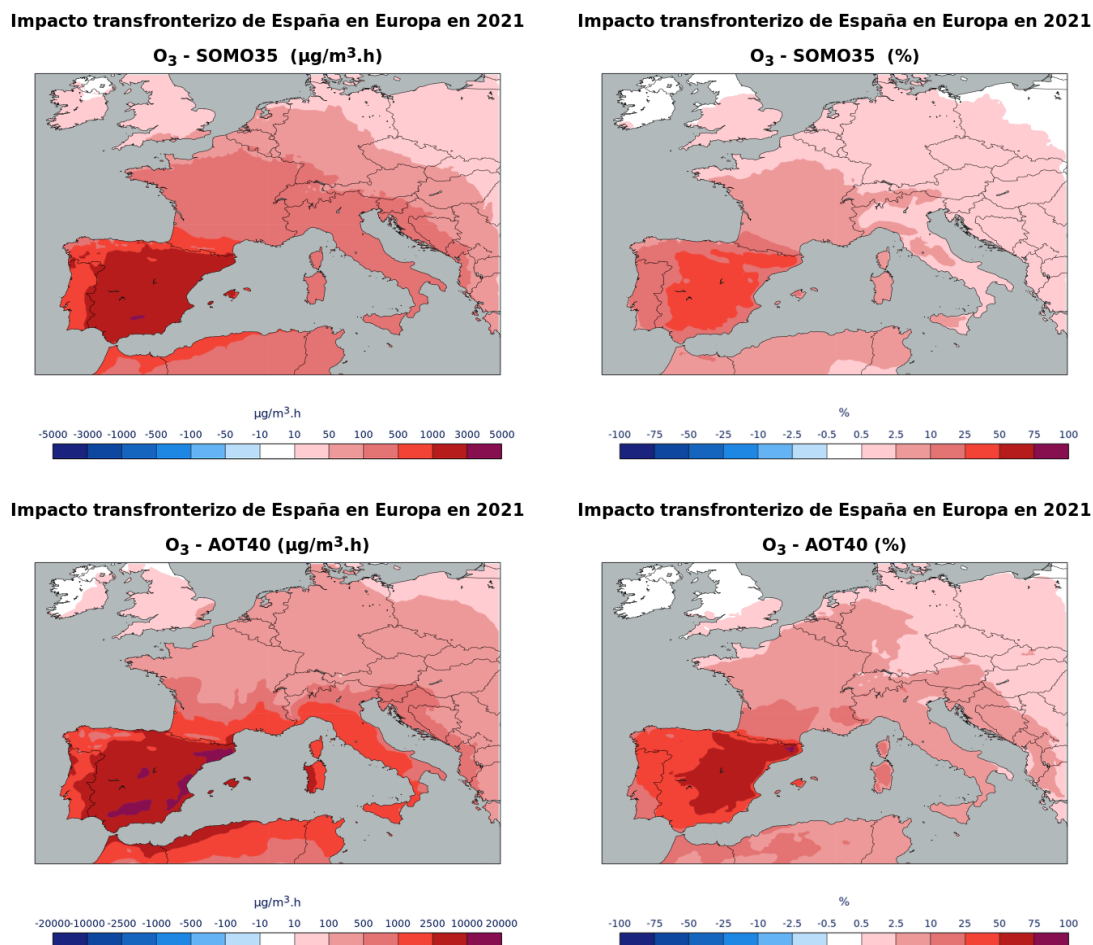 Impacto transfronterizo de España en Europa en 2021
O3 - SOMO35 (µg/m³.h)
µg/m³.h
-5000 -3000 -1000 -500 -100 -50 -10 10 50 100 500 1000 3000 5000
Impacto transfronterizo de España en Europa en 2021
O3 - SOMO35 (%)
%
-100 -75 -50 -25 -10 -2.5 -0.5 0.5 2.5 10 25 50 75 100
Impacto transfronterizo de España en Europa en 2021
O3 - AOT40 (µg/m³.h)
µg/m³.h
-20000 -10000 -2500 -1000 -500 -100 -10 10 100 500 1000 2500 10000 20000
Impacto transfronterizo de España en Europa en 2021
O3 - AOT40 (%)
%
-100 -75 -50 -25 -10 -2.5 -0.5 0.5 5 10 25 50 75 100